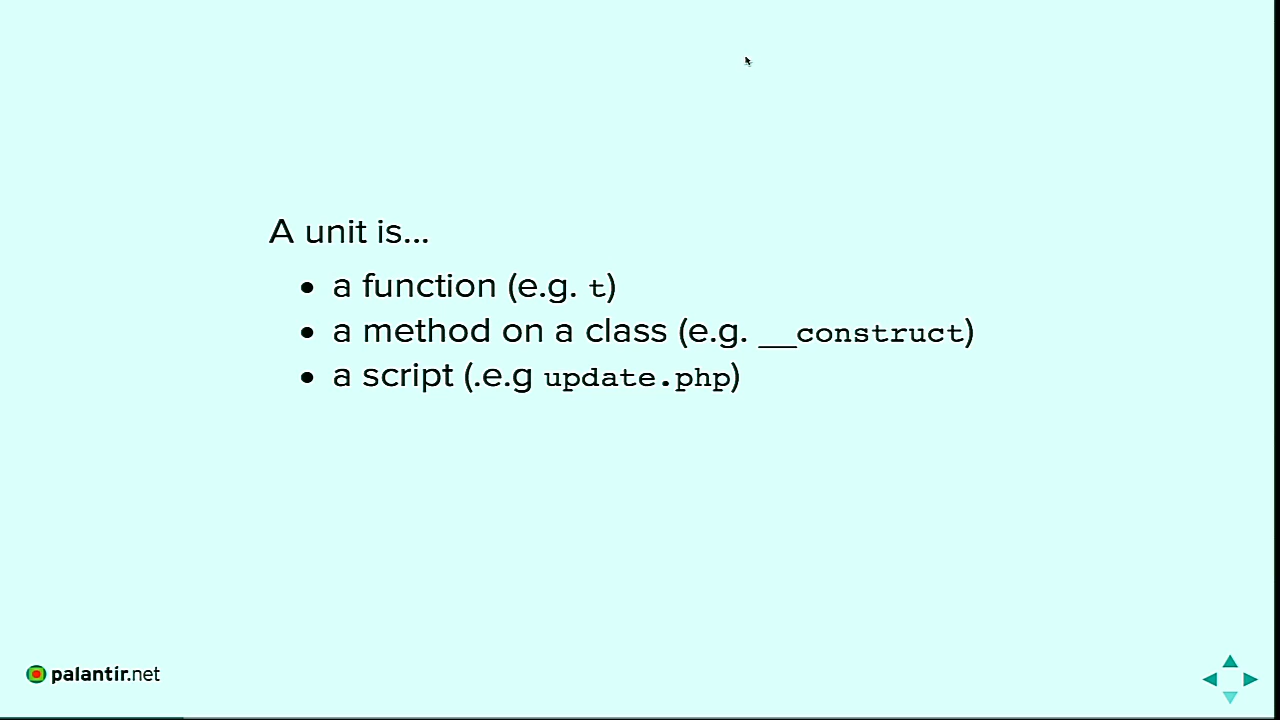 A unit is...
• a function (e.g. t)
• a method on a class (e.g. __construct)
• a script (.e.g update.php)
palantir.net